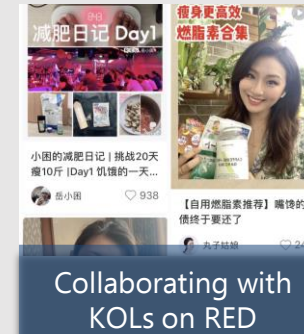 减肥日记 Day1
小困的减肥日记 | 挑战20天
瘦10斤 |Day1 饥饿的一天...
岳小困
938
瘦身更高效
燃脂素合集
【自用燃脂素推荐】嘴馋的
债终于要还了
丸子姑娘
Collaborating with
KOLs on RED